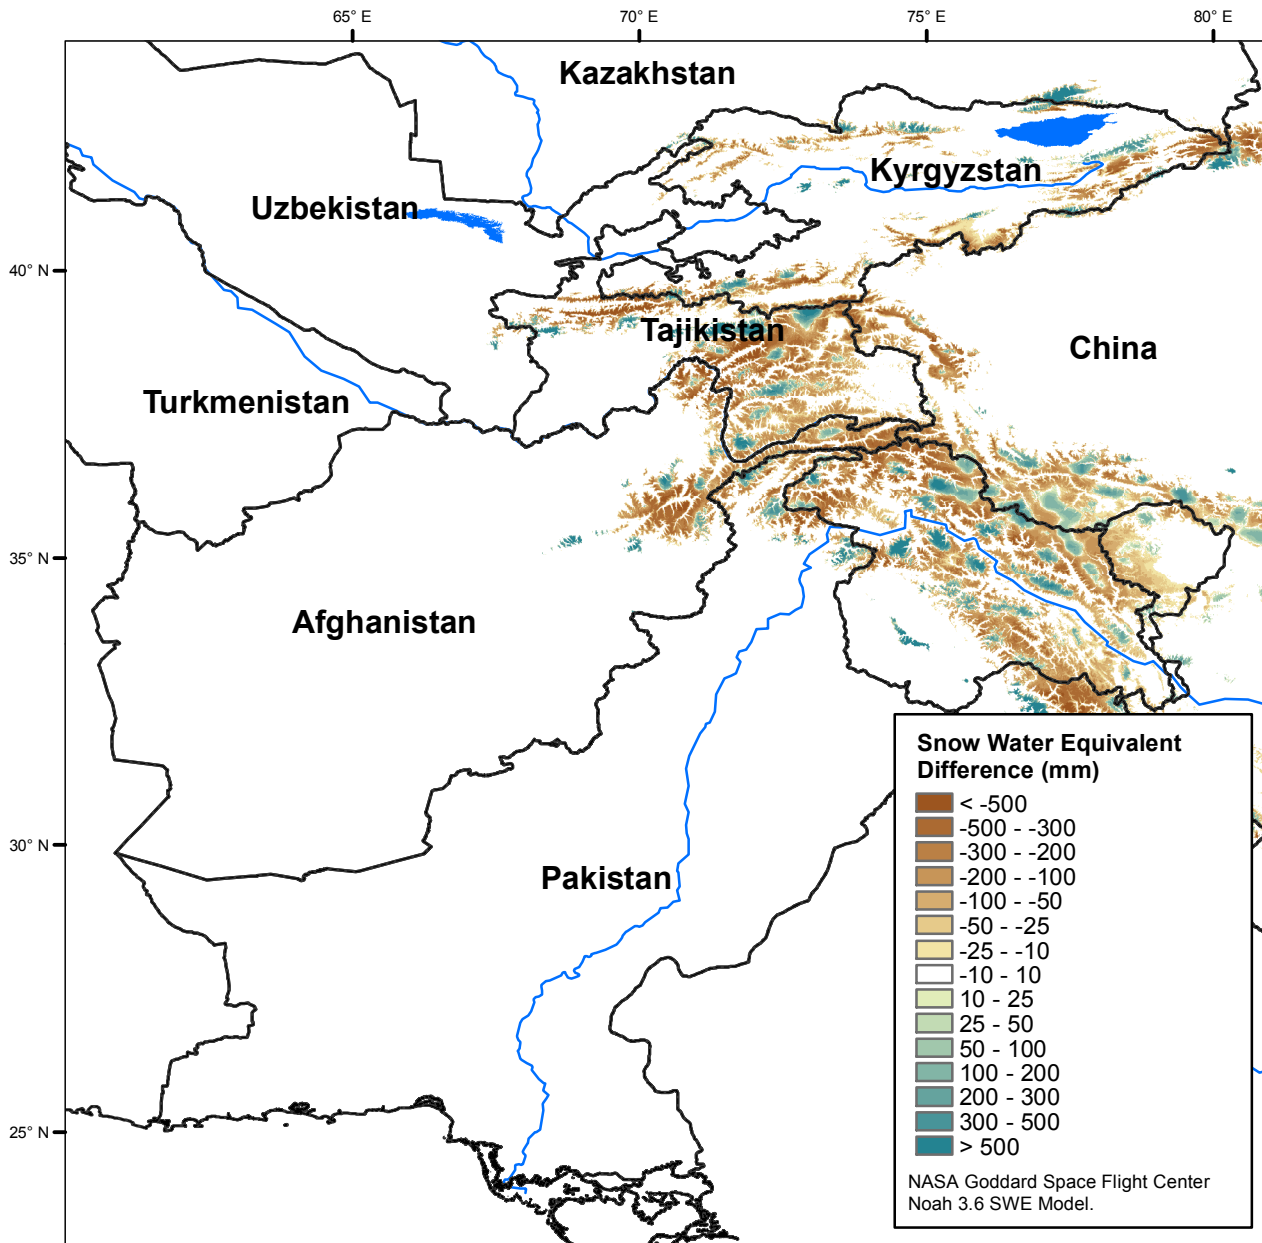 65° E
70° E
75° E
80° E
Kazakhstan
Kyrgyzstan
Uzbekistan
40° N
Tajikistan
China
Turkmenistan
35° N
Afghanistan
30° N
Pakistan
25° N
Snow Water Equivalent
Difference (mm)
< -500
-500 - -300
-300 - -200
-200 - -100
-100 - -50
-50 - -25
-25 - -10
-10 - 10
10 - 25
25 - 50
50 - 100
100 - 200
200 - 300
300 - 500
> 500
NASA Goddard Space Flight Center
Noah 3.6 SWE Model.